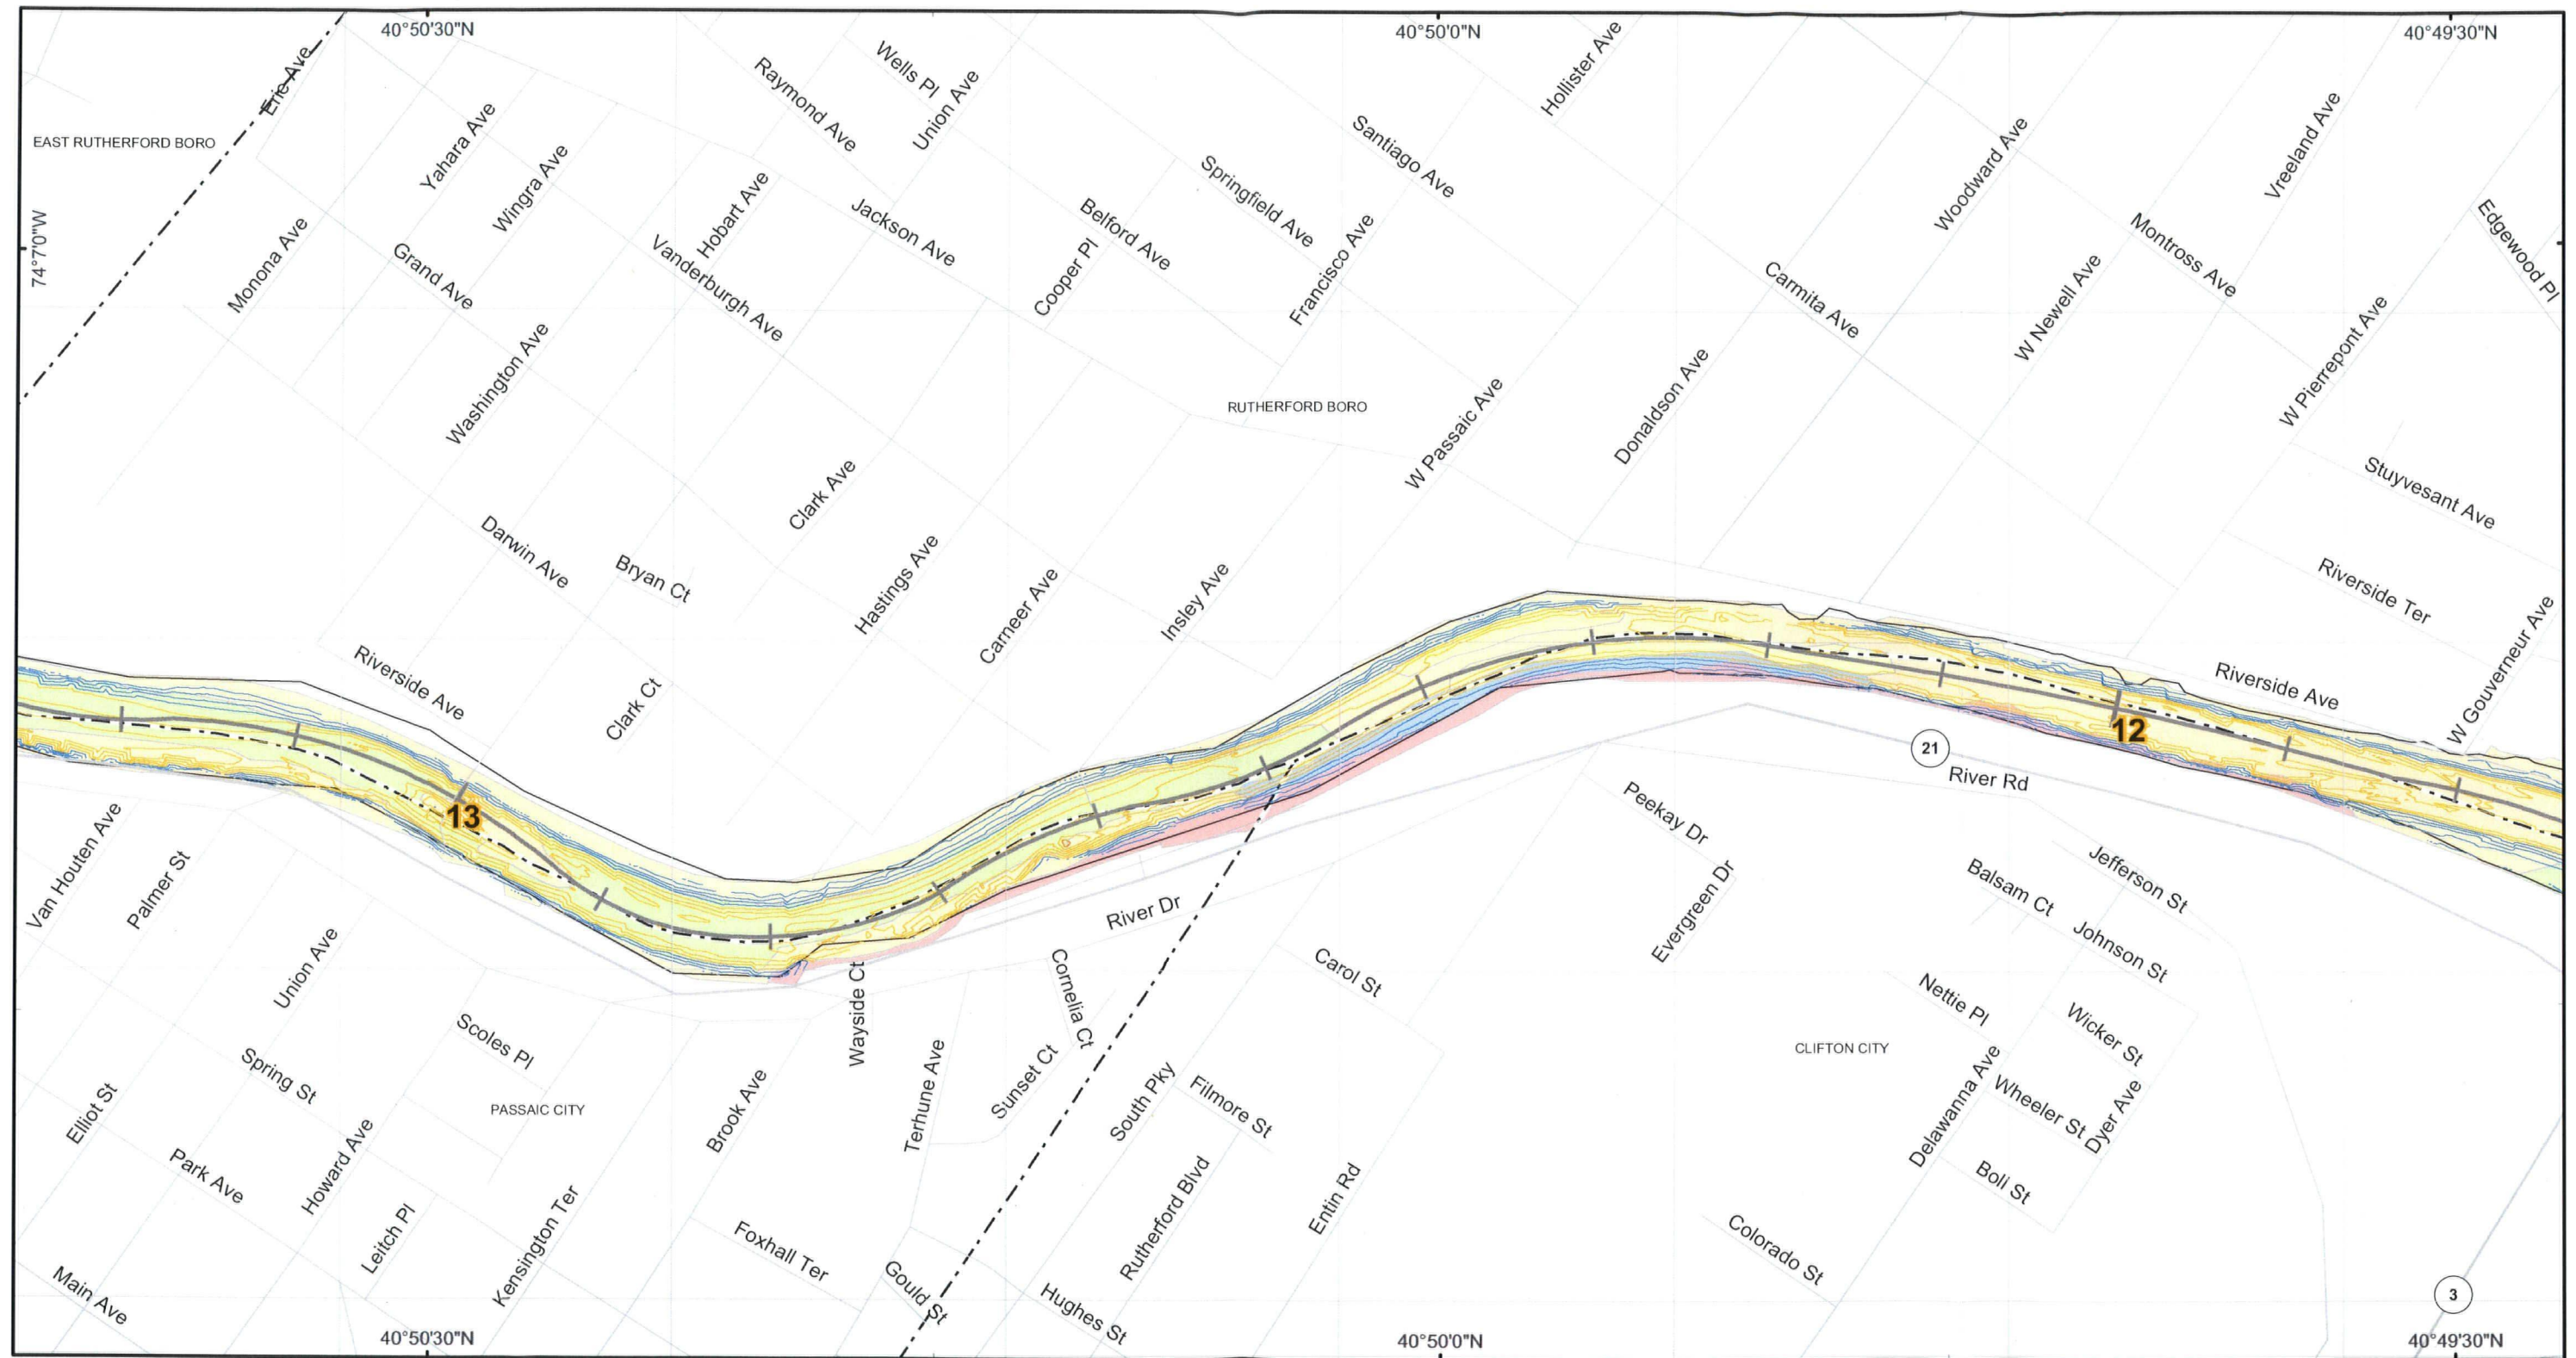 40°50'30"N
40°50'0"N
40°49'30"N
Erie Ave
Wells Pl
Union Ave
Raymond Ave
Hollister Ave
EAST RUTHERFORD BORO
Yahara Ave
Wingra Ave
Santiago Ave
Woodward Ave
Vreeland Ave
74°7'0"W
Monona Ave
Grand Ave
Hobart Ave
Vanderburgh Ave
Jackson Ave
Belford Ave
Cooper Pl
Springfield Ave
Francisco Ave
Montross Ave
Edgewood Pl
Carmita Ave
W Newell Ave
W Pierrepont Ave
Washington Ave
RUTHERFORD BORO
W Passaic Ave
Donaldson Ave
Clark Ave
Stuyvesant Ave
Darwin Ave
Bryan Ct
Hastings Ave
Carneer Ave
Insley Ave
Riverside Ter
Riverside Ave
Clark Ct
Riverside Ave
W Gouverneur Ave
12
21
River Rd
13
Van Houten Ave
Palmer St
Peekay Dr
Evergreen Dr
Jefferson St
Balsam Ct
Johnson St
River Dr
Union Ave
Wayside Ct
Cornelia Ct
Carol St
Nettie Pl
Wicker St
Scoles Pl
Spring St
PASSAIC CITY
Brook Ave
Terhune Ave
Sunset Ct
South Pky
Filmore St
CLIFTON CITY
Delawanna Ave
Wheeler St
Dyer Ave
Elliot St
Park Ave
Howard Ave
Leitch Pl
Kensington Ter
Foxhall Ter
Gould St
Rutherford Blvd
Entin Rd
Boll St
Colorado St
Main Ave
Hughes St
3
40°50'30"N
40°50'0"N
40°49'30"N